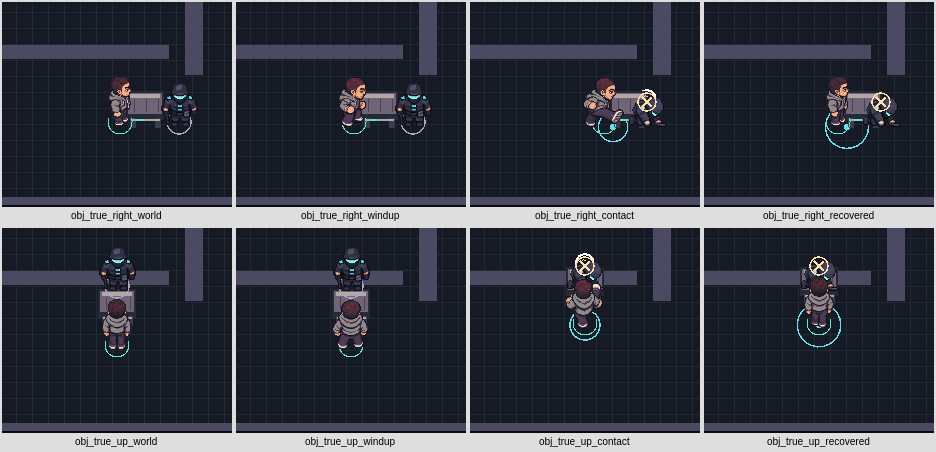 obj_true_right_world
obj_true_right_windup
obj_true_right_contact
obj_true_right_recovered
obj_true_up_world
obj_true_up_windup
obj_true_up_contact
obj_true_up_recovered